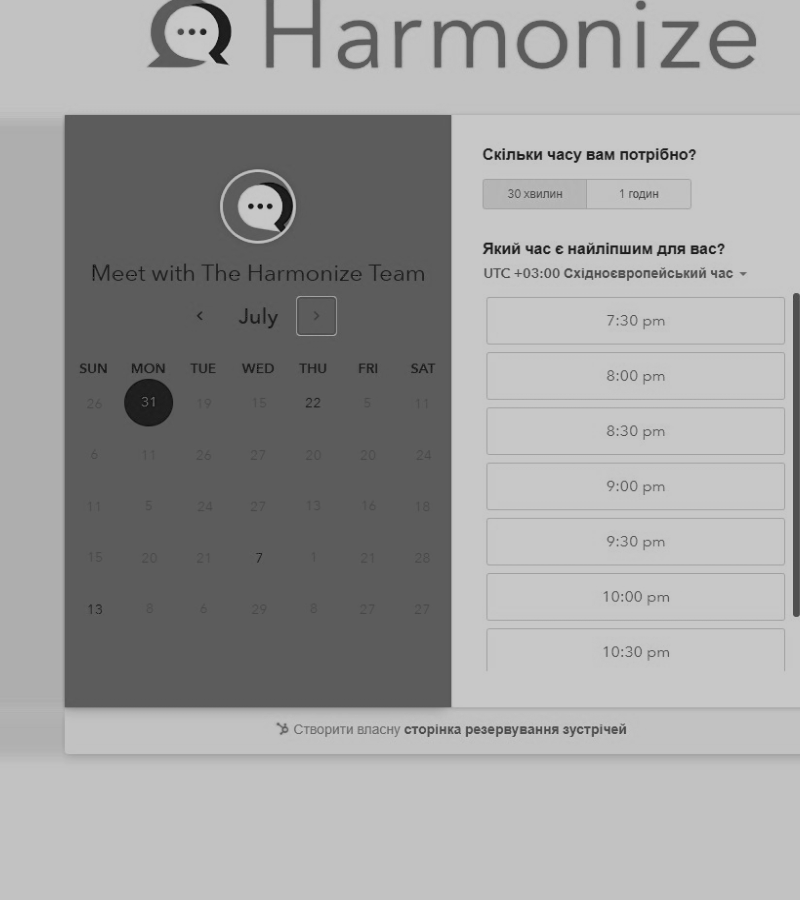 Harmonize
Meet with The Harmonize Team
July
SUN MON TUE WED THU FRI SAT
26 31 19 15 22 5 11
6 11 26 27 20 20 24
11 5 24 27 13 16 18
15 20 21 7 1 21 28
13 8 6 29 8 27 27
Скільки часу вам потрібно?
30 хвилин 1 годин
Який час є найліпшим для вас?
UTC +03:00 Східноєвропейський час
7:30 pm
8:00 pm
8:30 pm
9:00 pm
9:30 pm
10:00 pm
10:30 pm
Створити власну сторінка резервування зустрічей